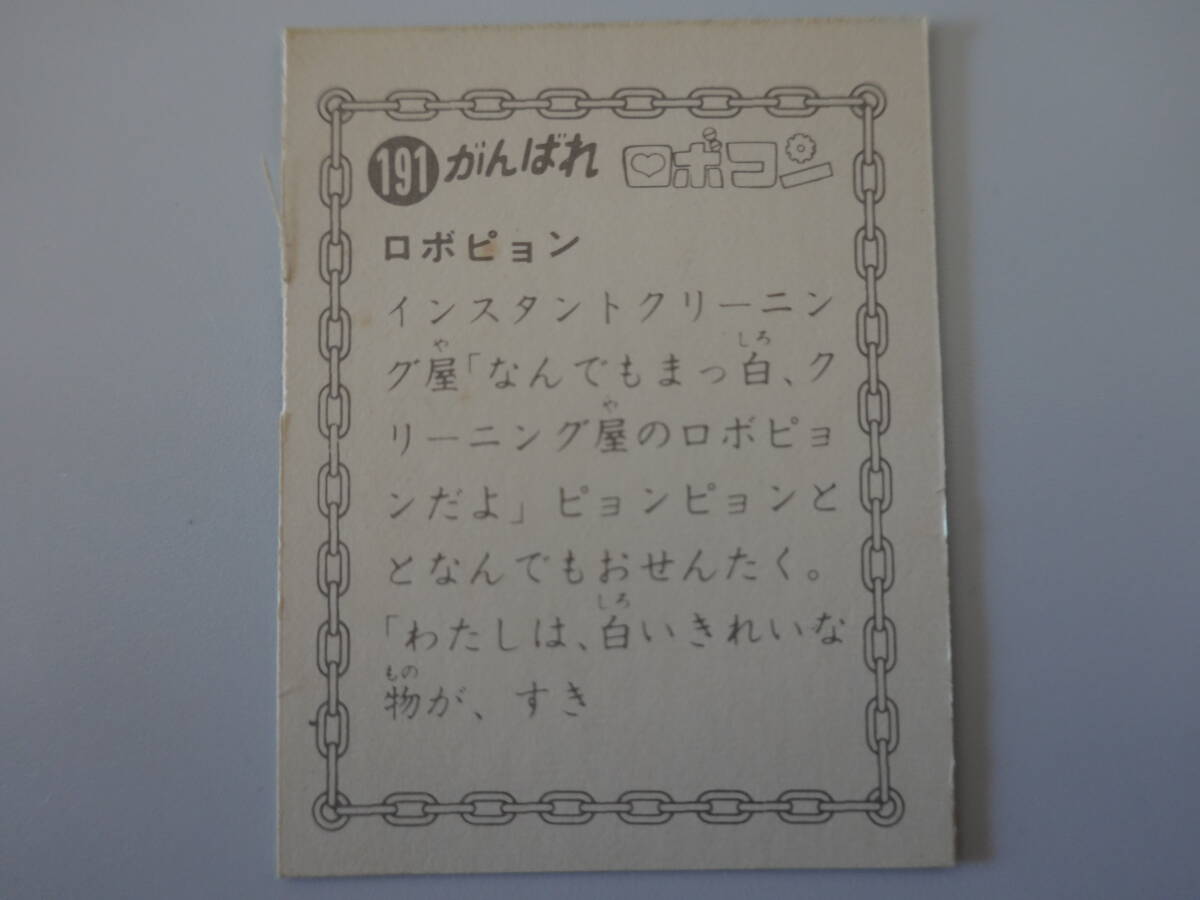 191 がんばれ ロボコン
ロボピョン
インスタントクリーニン
グ屋「なんでもまっ白、ク
リーニング屋のロボピョ
ンだよ」ピョンピョンと
となんでもおせんたく。
「わたしは、白いきれいな
物が、すき